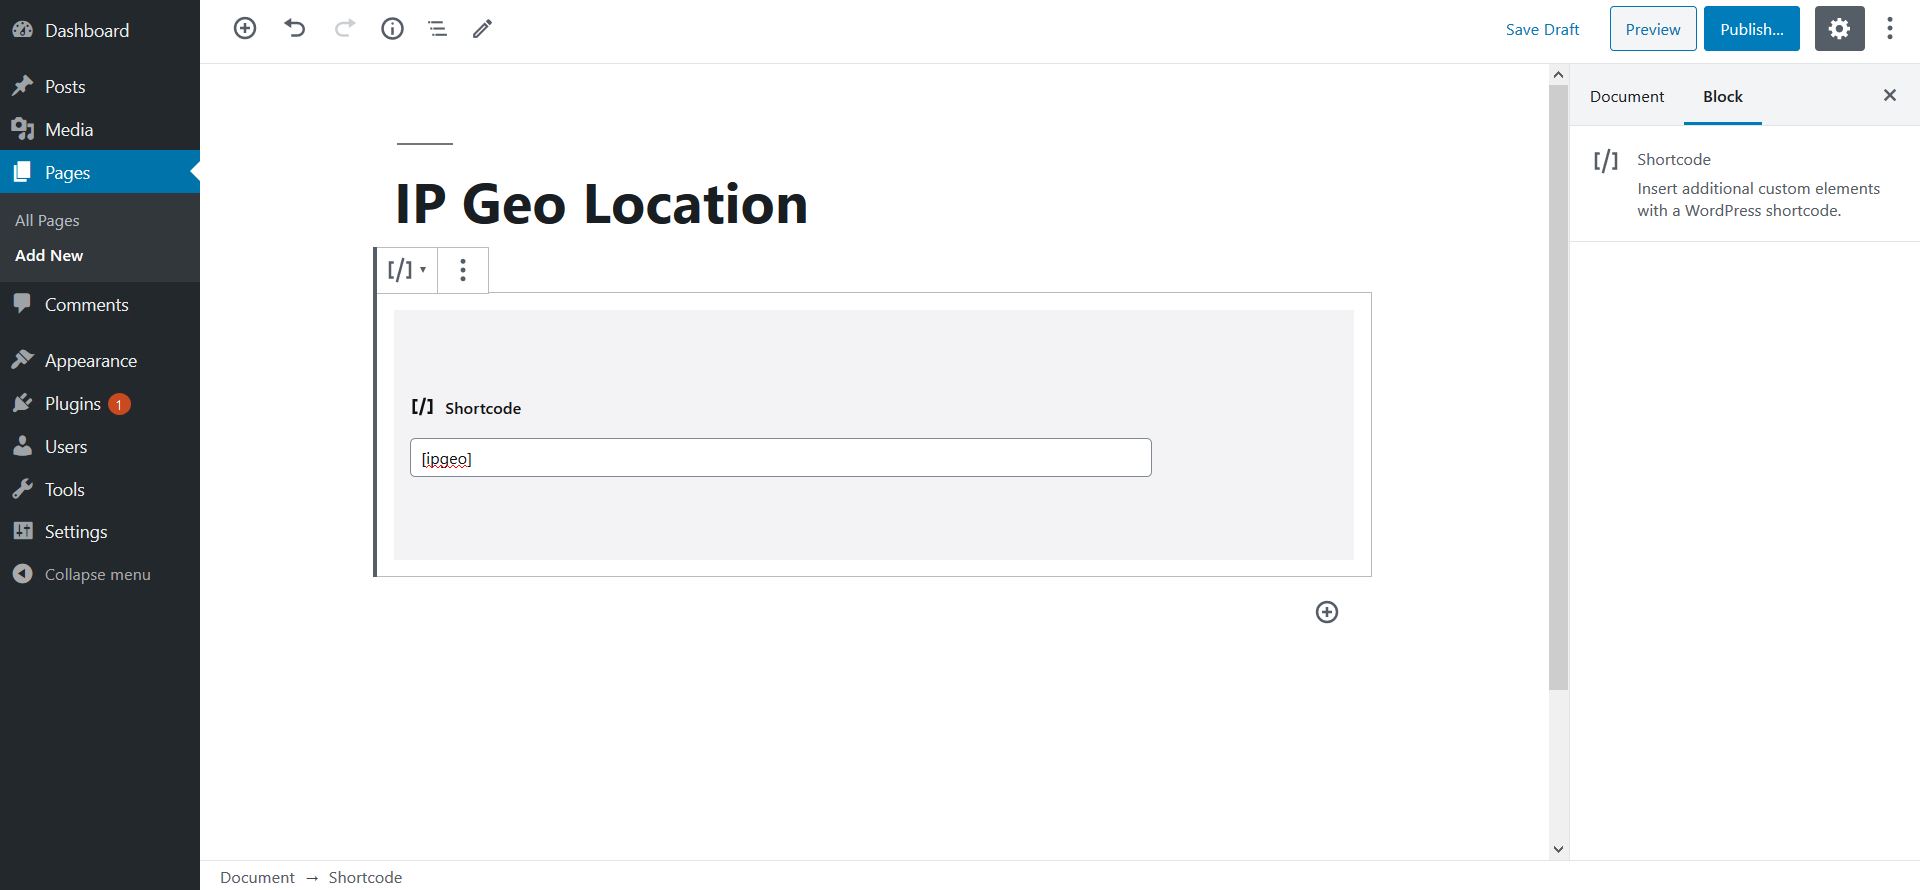 Dashboard
Posts
Media
Pages
All Pages
Add New
Comments
Appearance
Plugins 1
Users
Tools
Settings
Collapse menu
Save Draft
Preview
Publish...
IP Geo Location
[/]
[/] Shortcode
[ipgeo]
Document Block
[/] Shortcode
Insert additional custom elements
with a WordPress shortcode.
Document → Shortcode